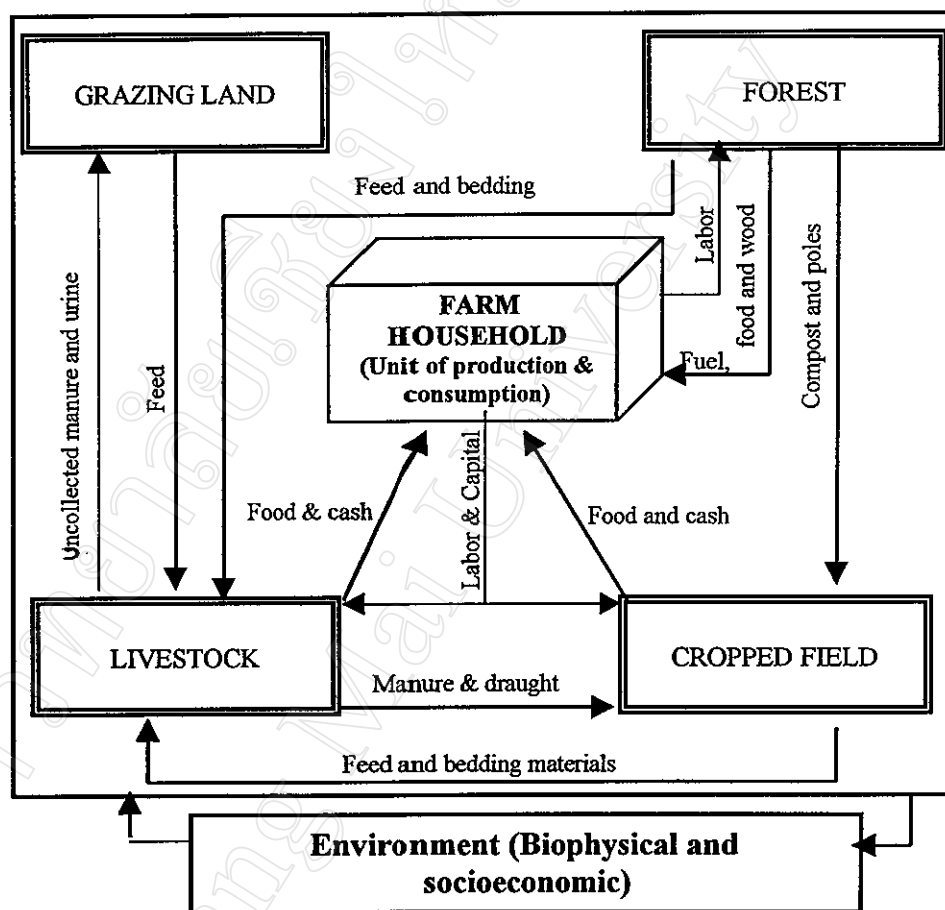 GRAZING LAND
FOREST
Feed and bedding
Labor
food and wood
Compost and poles
Uncollected manure and urine
Feed
FARM
HOUSEHOLD
(Unit of production &
consumption)
Fuel,
Food & cash
Labor & Capital
Food and cash
LIVESTOCK
CROPPED FIELD
Manure & draught
Feed and bedding materials
Environment (Biophysical and
socioeconomic)
Mai University